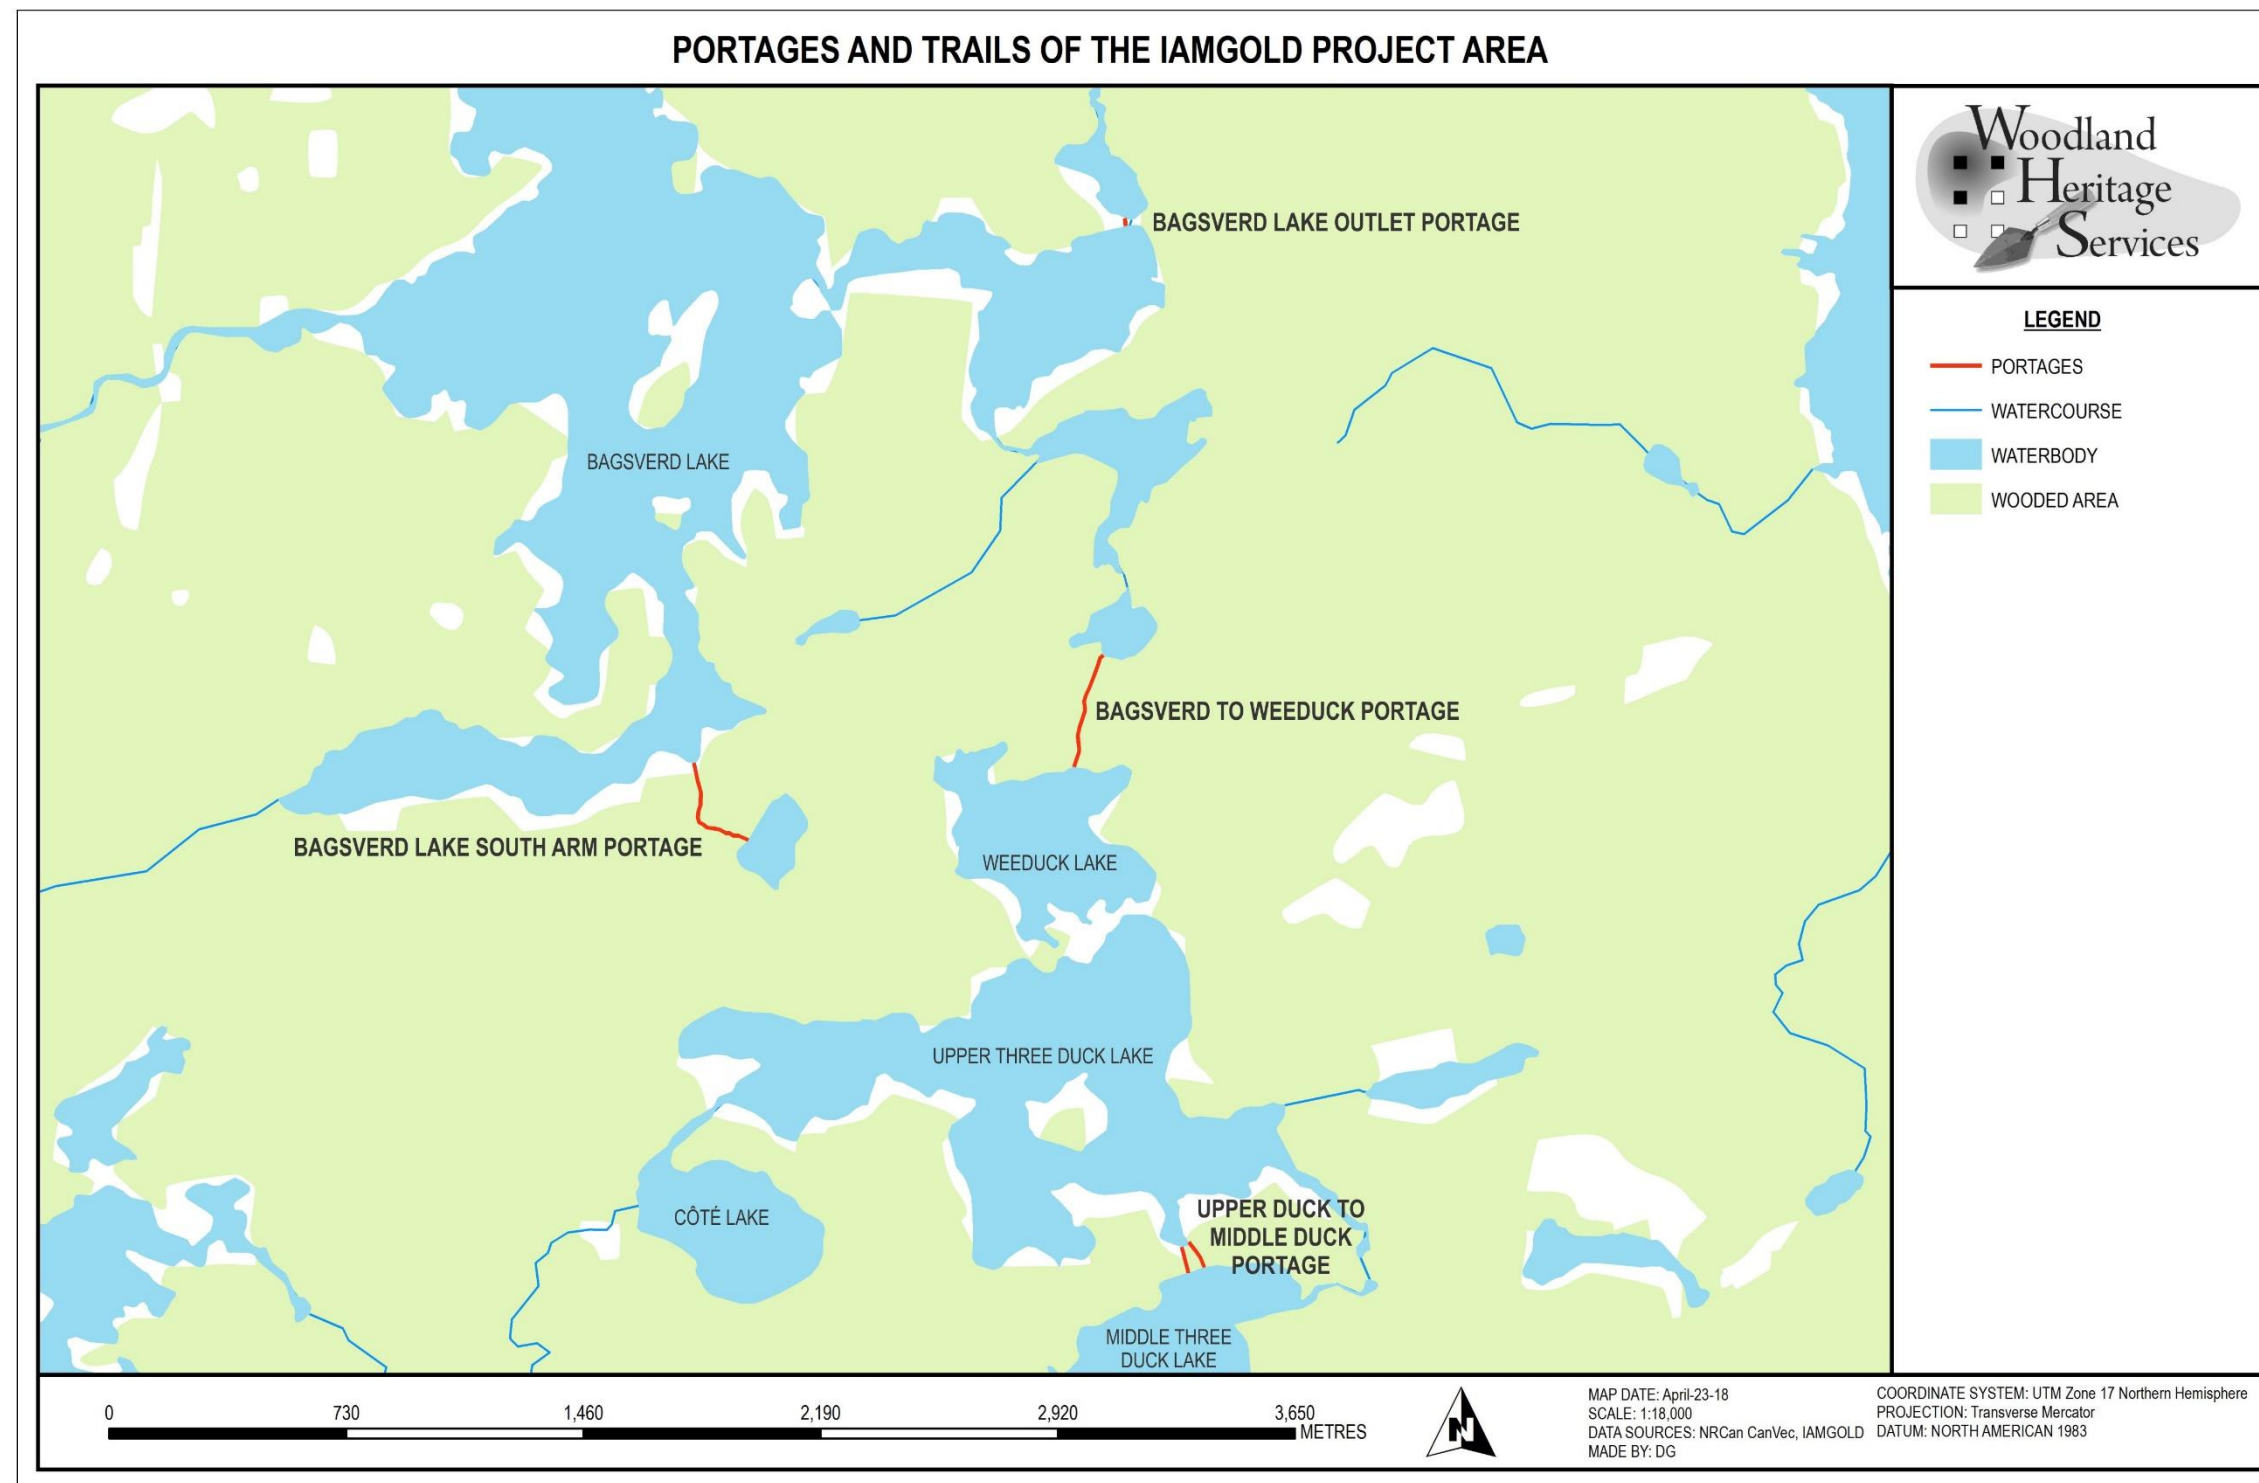 PORTAGES AND TRAILS OF THE IAMGOLD PROJECT AREA
Woodland
Heritage
Services
LEGEND
PORTAGES
WATERCOURSE
WATERBODY
WOODED AREA
BAGSVERD LAKE OUTLET PORTAGE
BAGSVERD LAKE
BAGSVERD TO WEEDUCK PORTAGE
BAGSVERD LAKE SOUTH ARM PORTAGE
WEEDUCK LAKE
UPPER THREE DUCK LAKE
CÔTÉ LAKE
UPPER DUCK TO
MIDDLE DUCK
PORTAGE
MIDDLE THREE
DUCK LAKE
0 730 1,460 2,190 2,920 3,650
METRES
N
MAP DATE: April-23-18
SCALE: 1:18,000
DATA SOURCES: NRCan CanVec, IAMGOLD
MADE BY: DG
COORDINATE SYSTEM: UTM Zone 17 Northern Hemisphere
PROJECTION: Transverse Mercator
DATUM: NORTH AMERICAN 1983